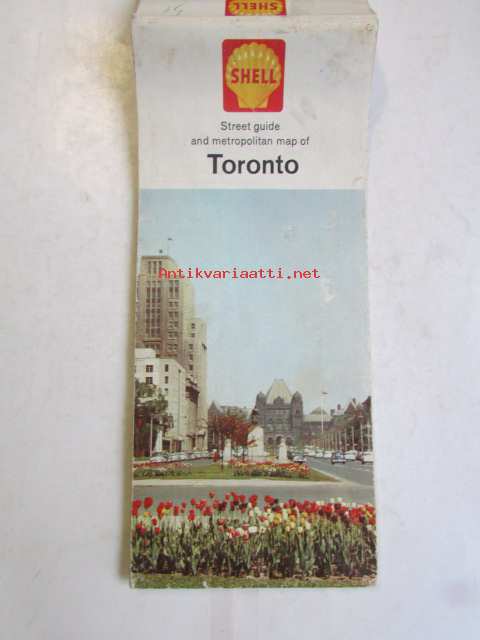 SHELL
SHELL
Street guide
and metropolitan map of
Toronto
Antikvariaatti.net